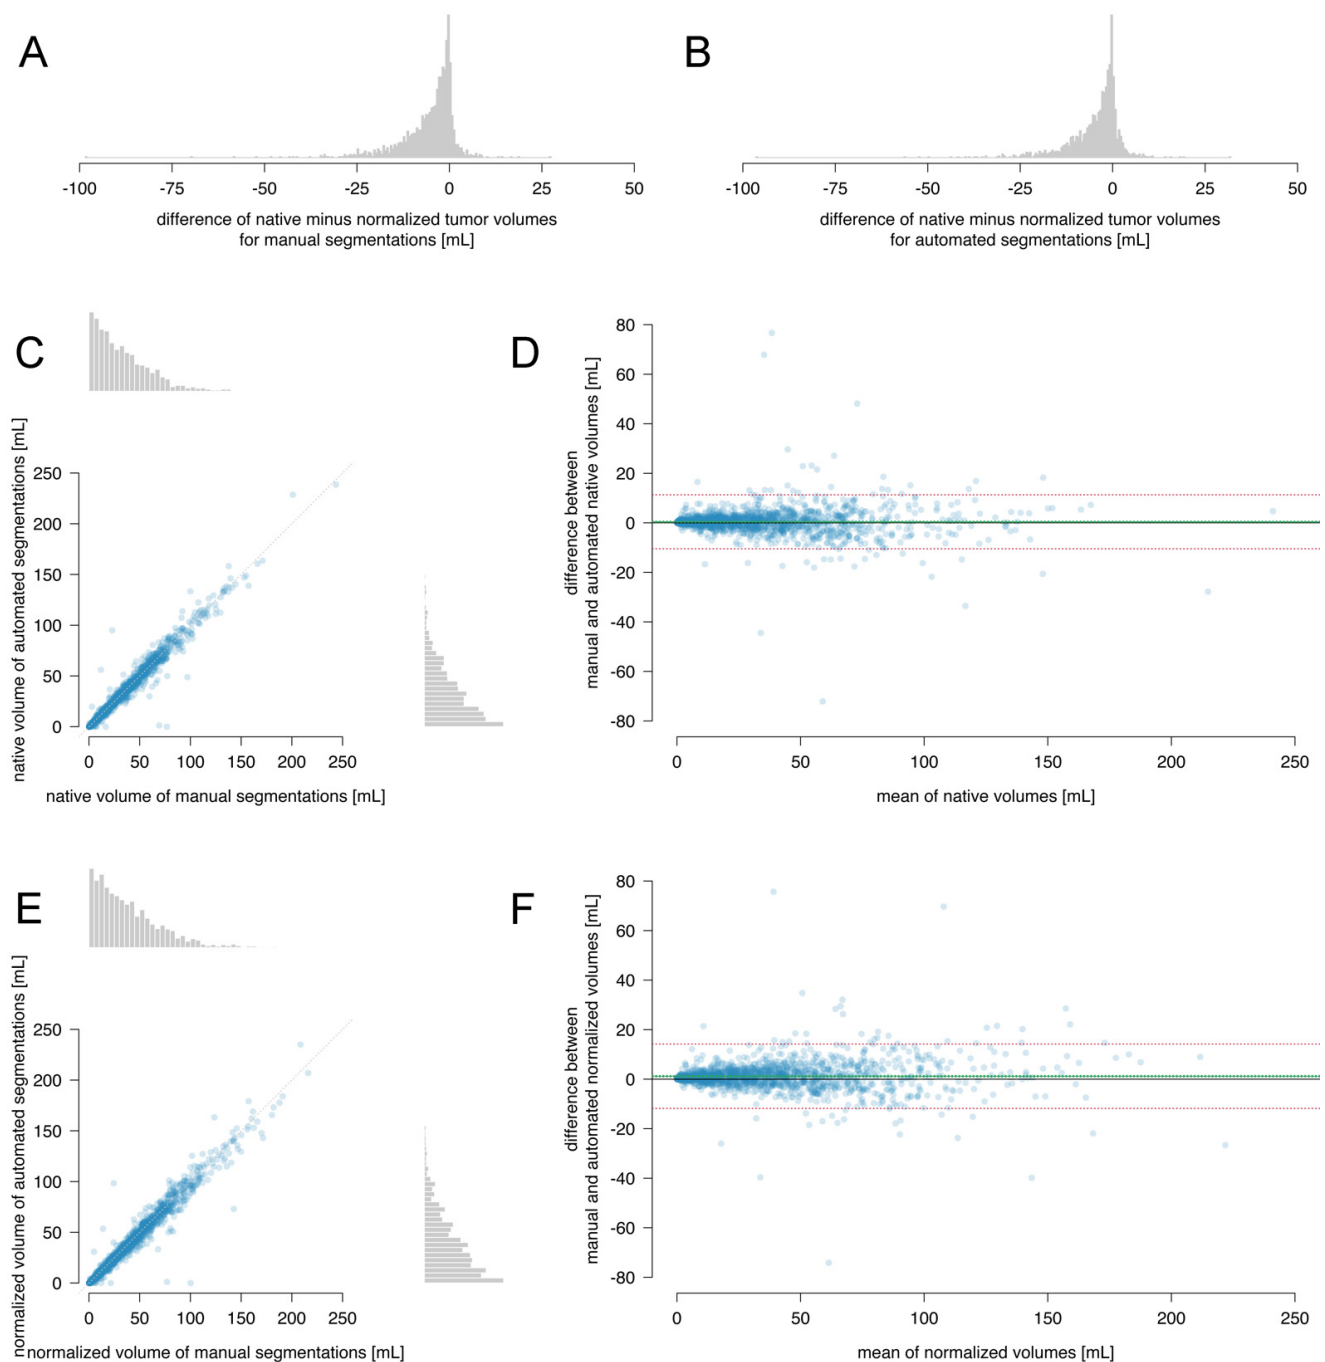 A
-100 -75 -50 -25 0 25 50
difference of native minus normalized tumor volumes
for manual segmentations [mL]
B
-100 -75 -50 -25 0 25 50
difference of native minus normalized tumor volumes
for automated segmentations [mL]
C
native volume of automated segmentations [mL]
250
200
150
100
50
0
0 50 100 150 200 250
native volume of manual segmentations [mL]
D
difference between
manual and automated native volumes [mL]
80
60
40
20
0
-20
-40
-60
-80
0 50 100 150 200 250
mean of native volumes [mL]
E
normalized volume of automated segmentations [mL]
250
200
150
100
50
0
0 50 100 150 200 250
normalized volume of manual segmentations [mL]
F
difference between
manual and automated normalized volumes [mL]
80
60
40
20
0
-20
-40
-60
-80
0 50 100 150 200 250
mean of normalized volumes [mL]